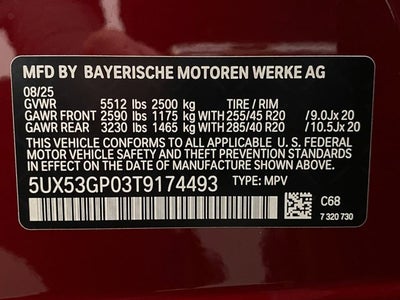 MFD BY BAYERISCHE MOTOREN WERKE AG
08/25
GVWR 5512 lbs 2500 kg TIRE / RIM
GAWR FRONT 2590 lbs 1175 kg ==> 255/45 R20 / 9.0Jx 20
GAWR REAR 3230 lbs 1465 kg ==> 285/40 R20 / 10.5Jx 20
THIS VEHICLE CONFORMS TO ALL APPLICABLE U. S. FEDERAL
MOTOR VEHICLE SAFETY, BUMPER, AND THEFT PREVENTION STANDARDS
IN EFFECT ON THE DATE OF MANUFACTURE SHOWN ABOVE.
5UX53GP03T9174493 TYPE: MPV
C68
7 320 730